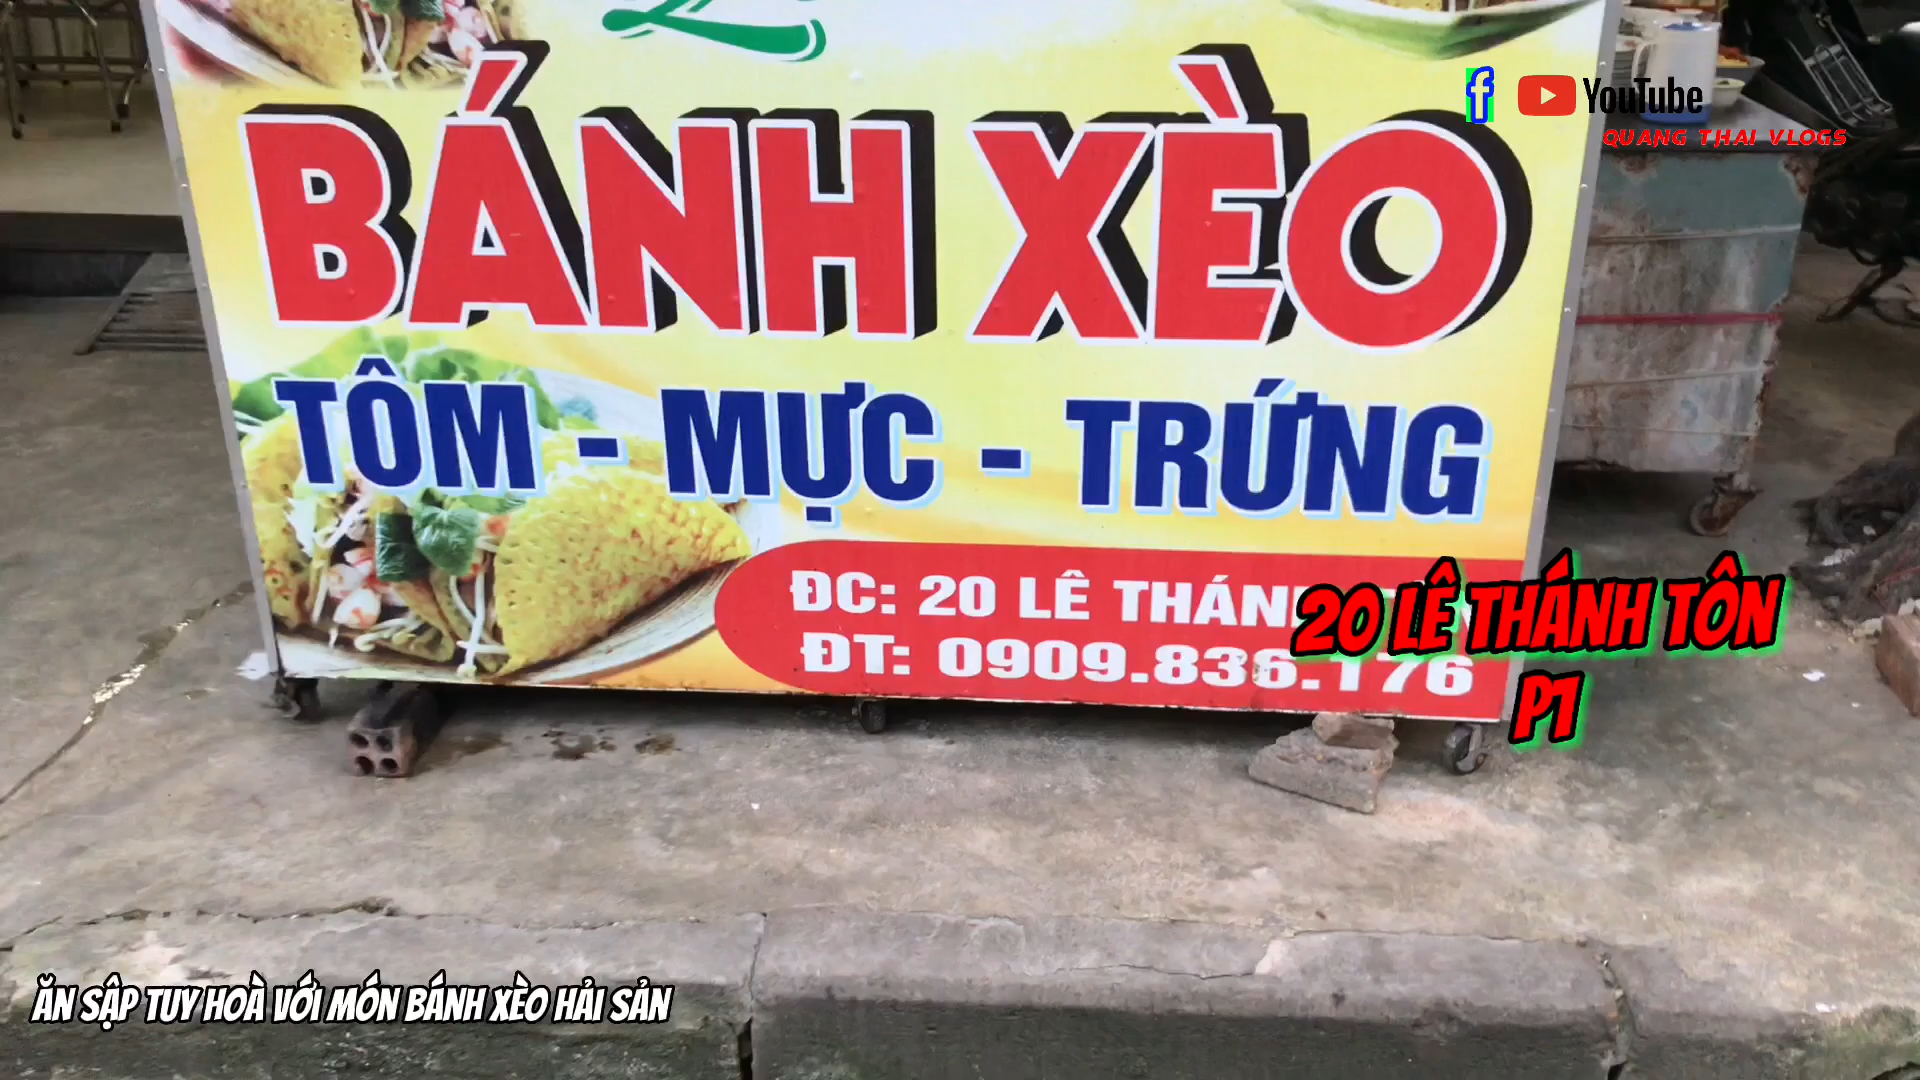 f YouTube
QUANG THAI VLOGS
BÁNH XÈO
TÔM - MỰC - TRỨNG
ĐC: 20 LÊ THÁN
ĐT: 0909.836.176
20 LÊ THÁNH TÔN
P1
ĂN SẬP TUY HOÀ VỚI MÓN BÁNH XÈO HẢI SẢN